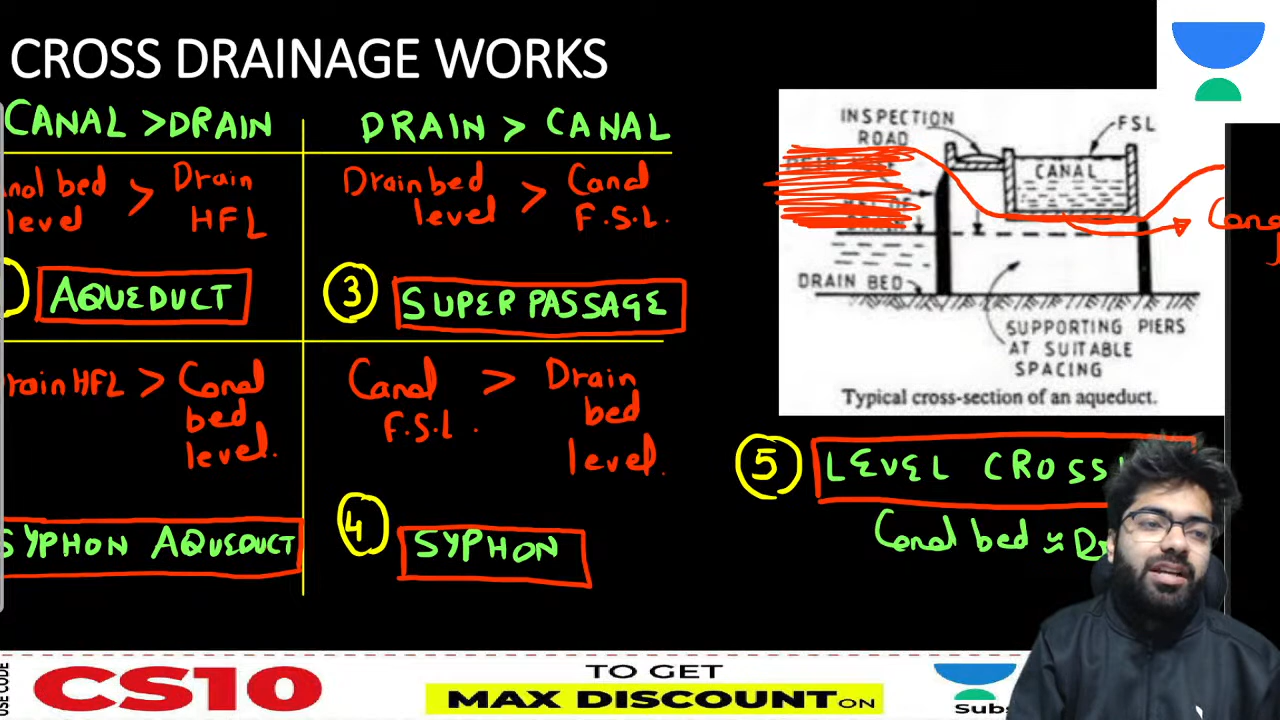 CROSS DRAINAGE WORKS
CANAL > DRAIN
bed
level
>
Drain
HFL
AQUEDUCT
HFL > Canal
bed
level.
SYPHON AQUEDUCT
DRAIN > CANAL
Drain bed
level
>
Canal
F.S.L.
3
SUPER PASSAGE
Canal
F.S.L.
>
Drain
bed
level.
4
SYPHON
INSPECTION
ROAD
FSL
CANAL
DRAIN BED
SUPPORTING PIERS
AT SUITABLE
SPACING
Typical cross-section of an aqueduct.
5
LEVEL CROSS
Canal bed ≈
USE CODE
CS10
TO GET
MAX DISCOUNT ON
Subs